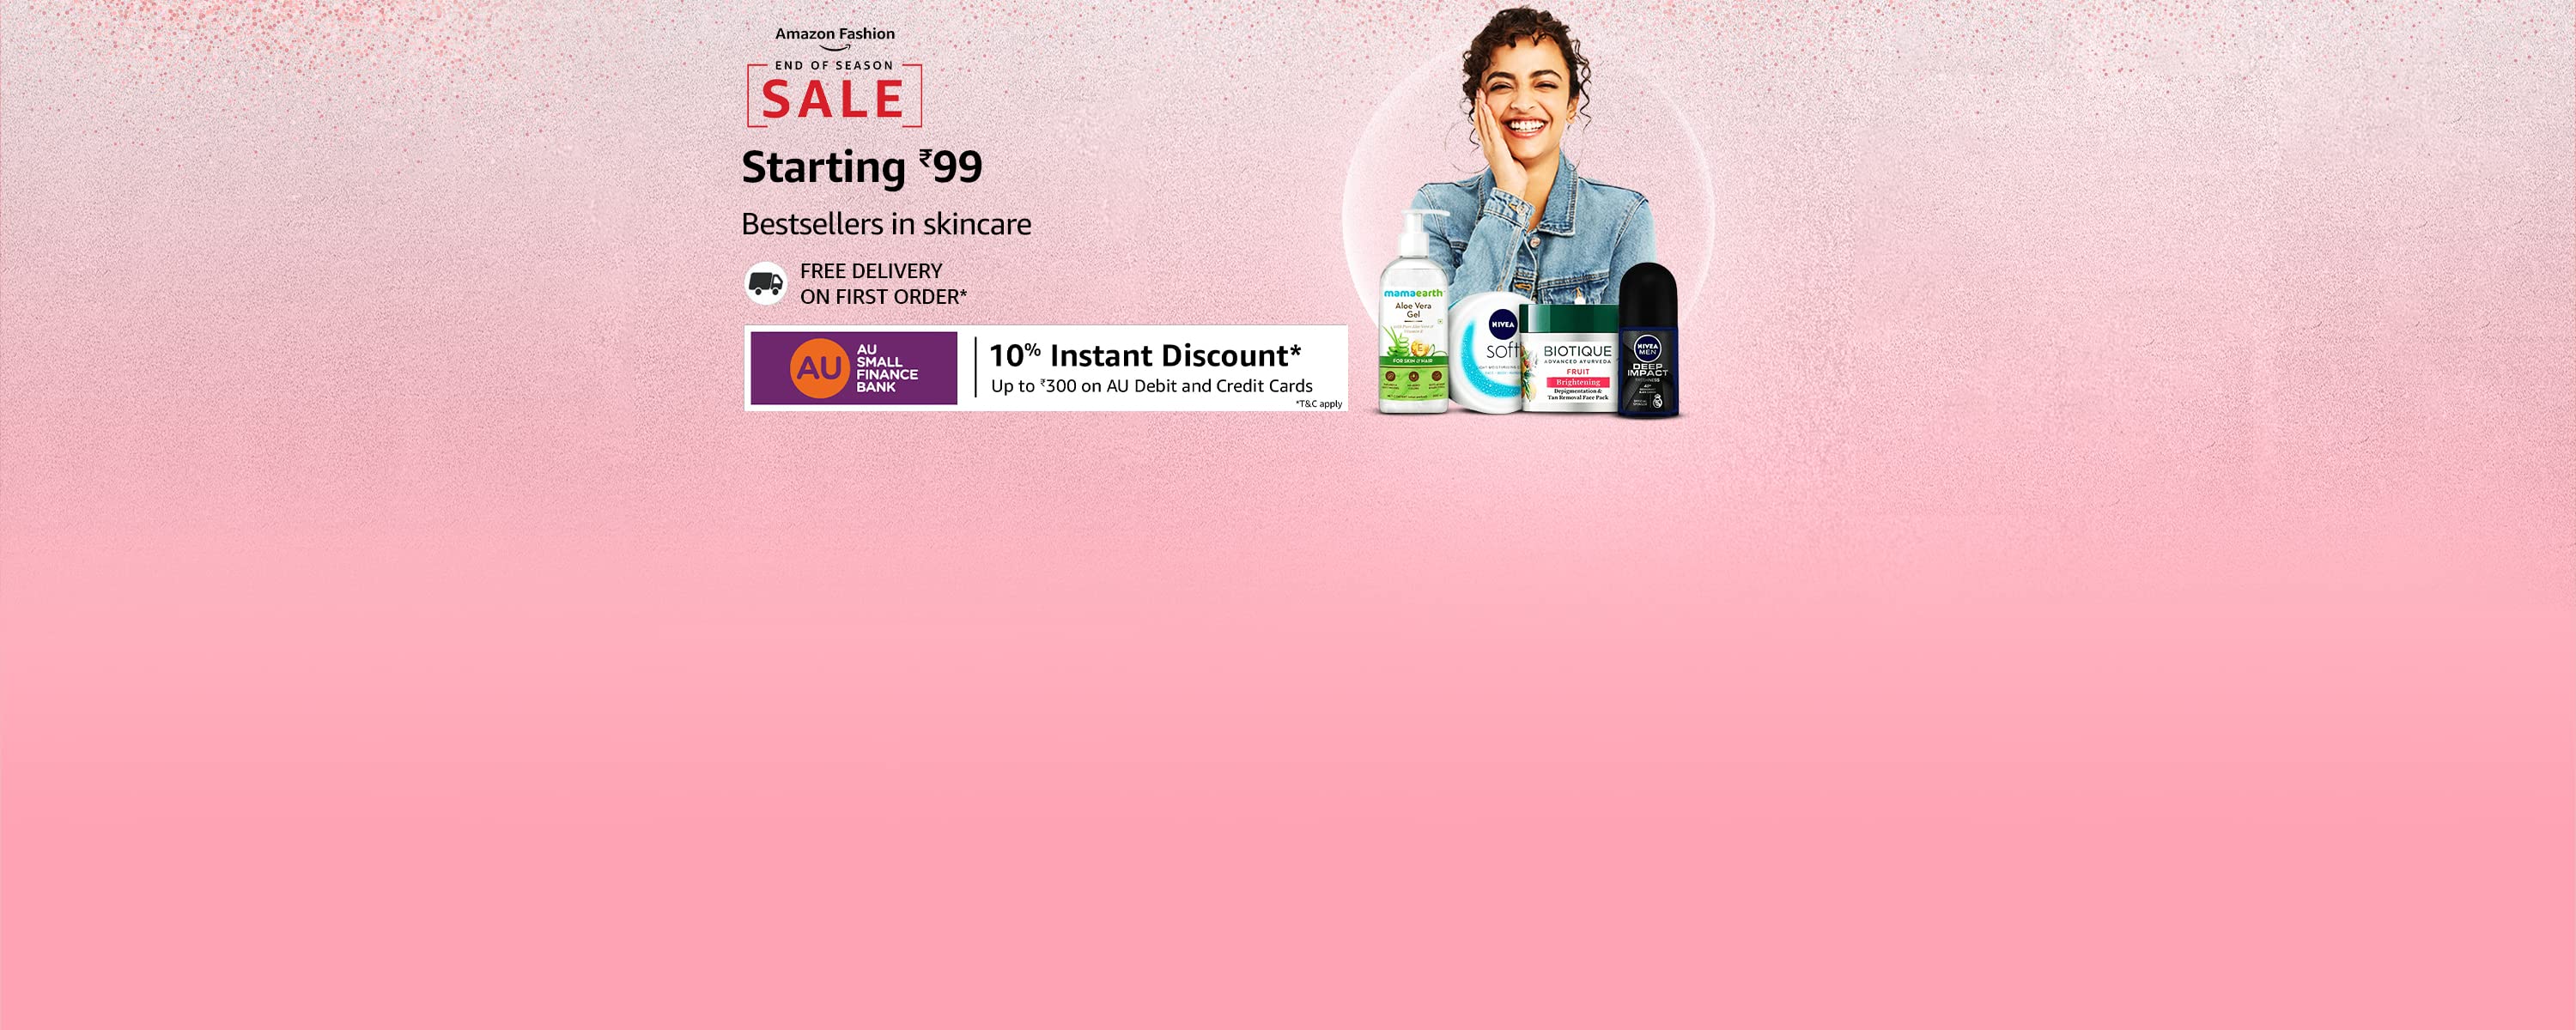 Amazon Fashion
END OF SEASON
SALE
Starting ₹99
Bestsellers in skincare
FREE DELIVERY
ON FIRST ORDER*
AU
AU
SMALL
FINANCE
BANK
10% Instant Discount*
Up to ₹300 on AU Debit and Credit Cards
*T&C apply
mamaearth
Aloe Vera
Gel
FOR SKIN & HAIR
NIVEA
soft
BIOTIQUE
ADVANCED AYURVEDA
FRUIT
Brightening
Depigmentation &
Tan Removal Face Pack
NIVEA
MEN
DEEP
IMPACT